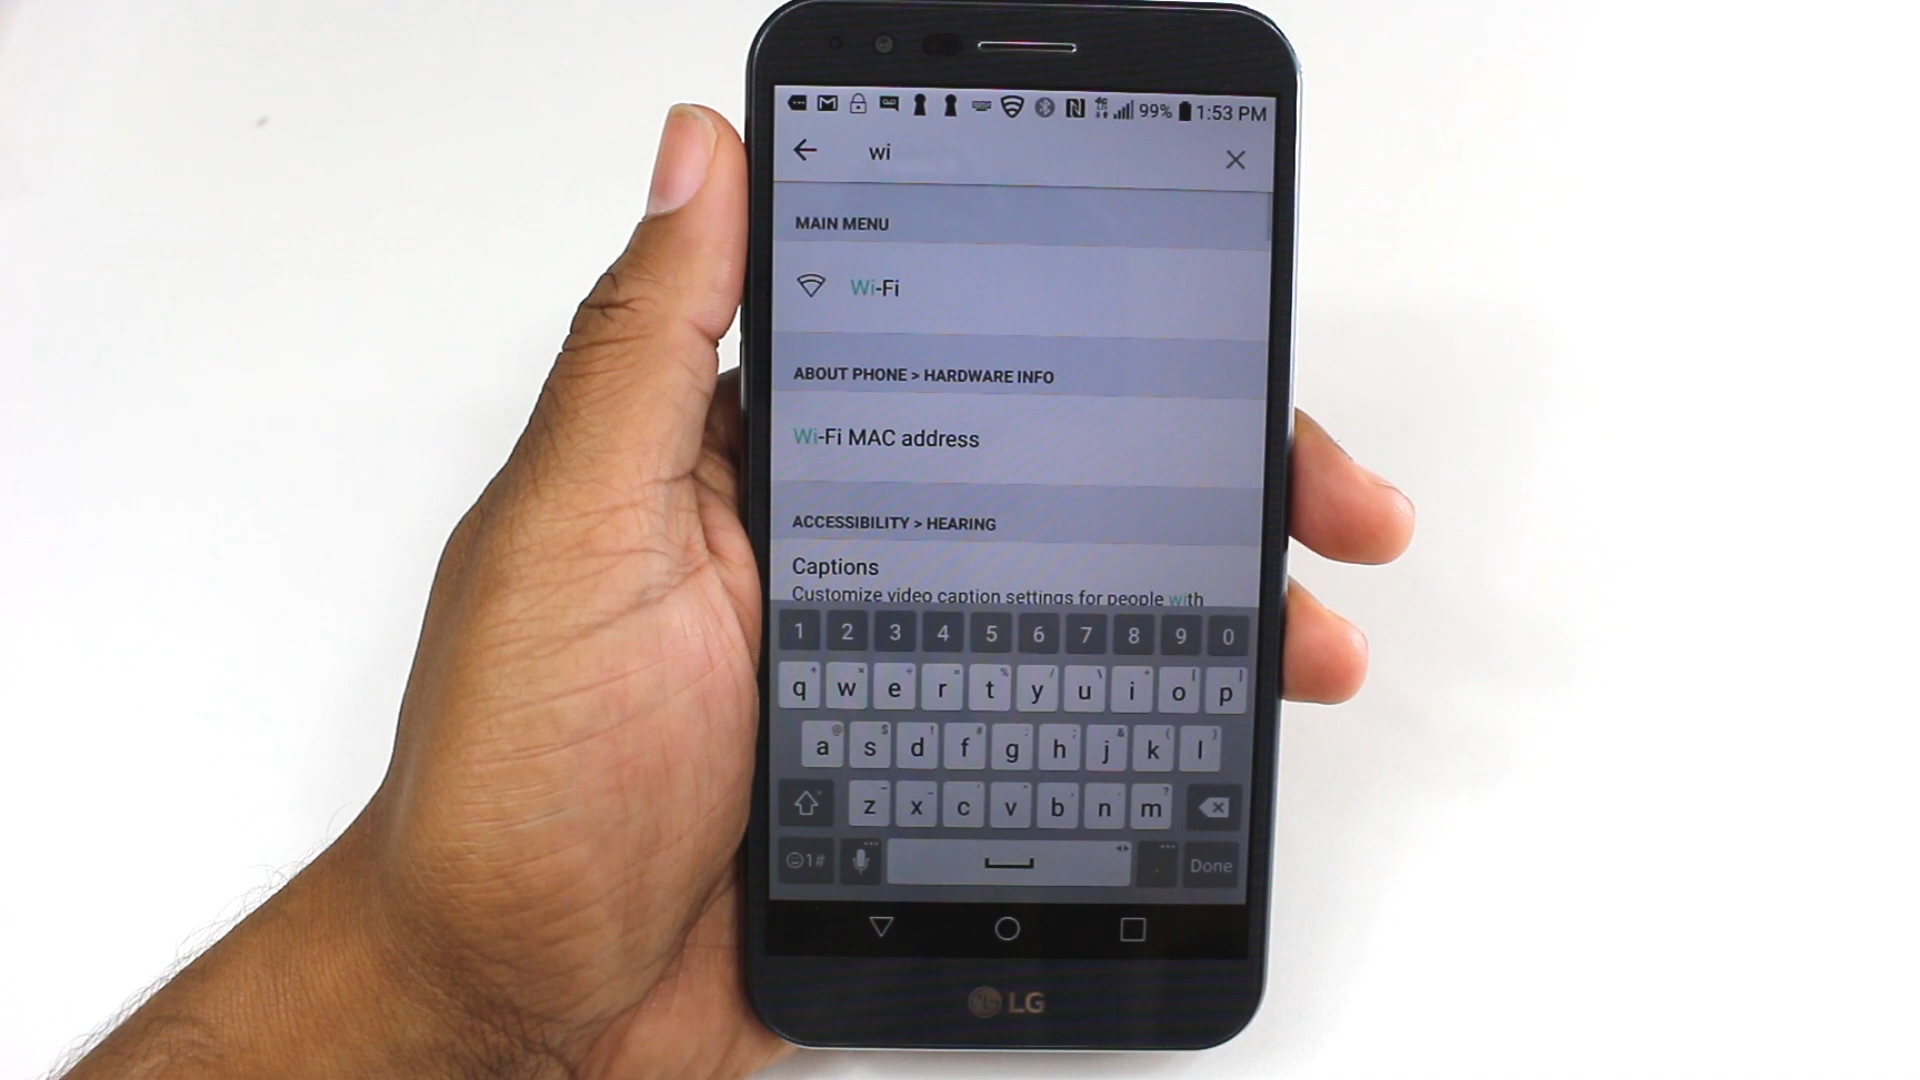 99% 1:53 PM
wi
MAIN MENU
Wi-Fi
ABOUT PHONE > HARDWARE INFO
Wi-Fi MAC address
ACCESSIBILITY > HEARING
Captions
Customize video caption settings for people with
1 2 3 4 5 6 7 8 9 0
q w e r t y u i o p
a s d f g h j k l
z x c v b n m
1# . Done
LG